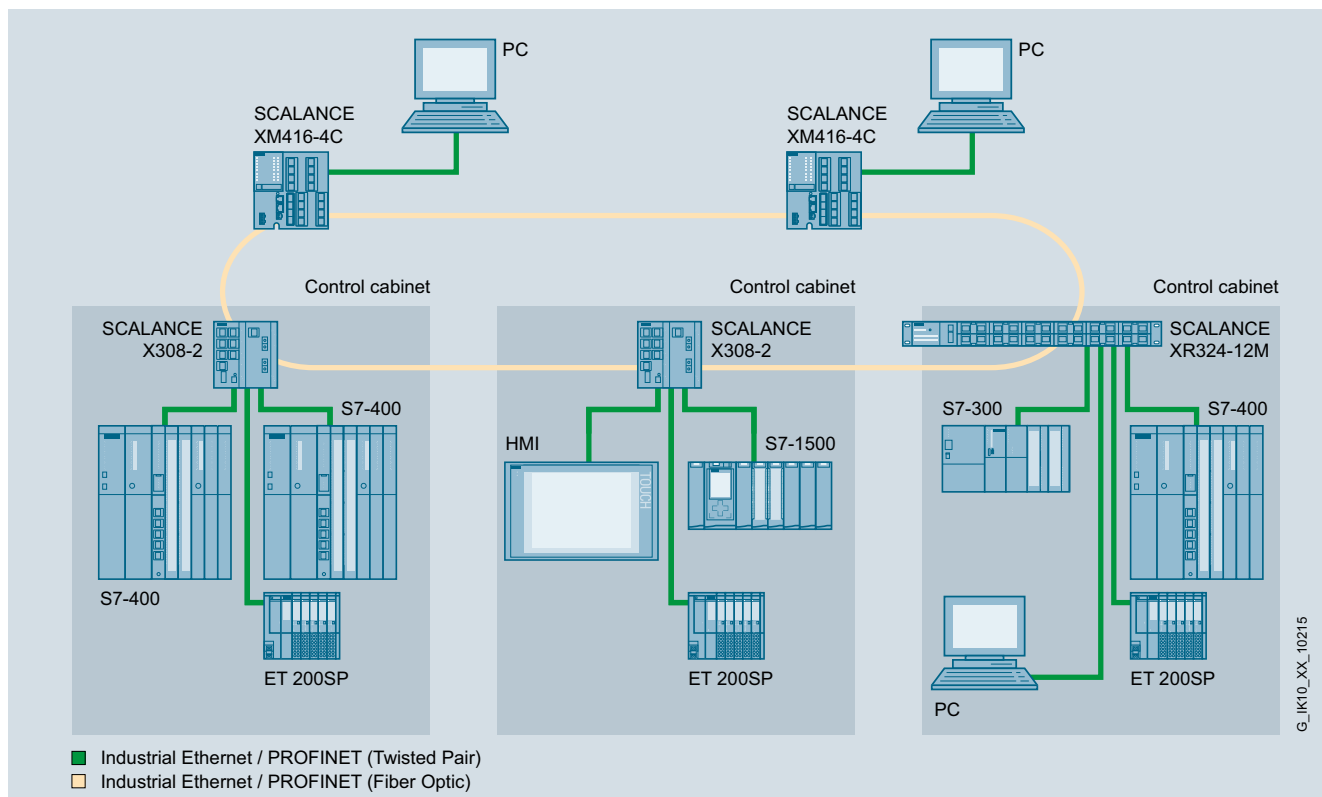 PC
PC
SCALANCE
XM416-4C
SCALANCE
XM416-4C
Control cabinet
Control cabinet
Control cabinet
SCALANCE
X308-2
SCALANCE
X308-2
SCALANCE
XR324-12M
S7-400
S7-400
ET 200SP
HMI
TOUCH
S7-1500
ET 200SP
S7-300
S7-400
PC
ET 200SP
G_IK10_XX_10215
Industrial Ethernet / PROFINET (Twisted Pair)
Industrial Ethernet / PROFINET (Fiber Optic)